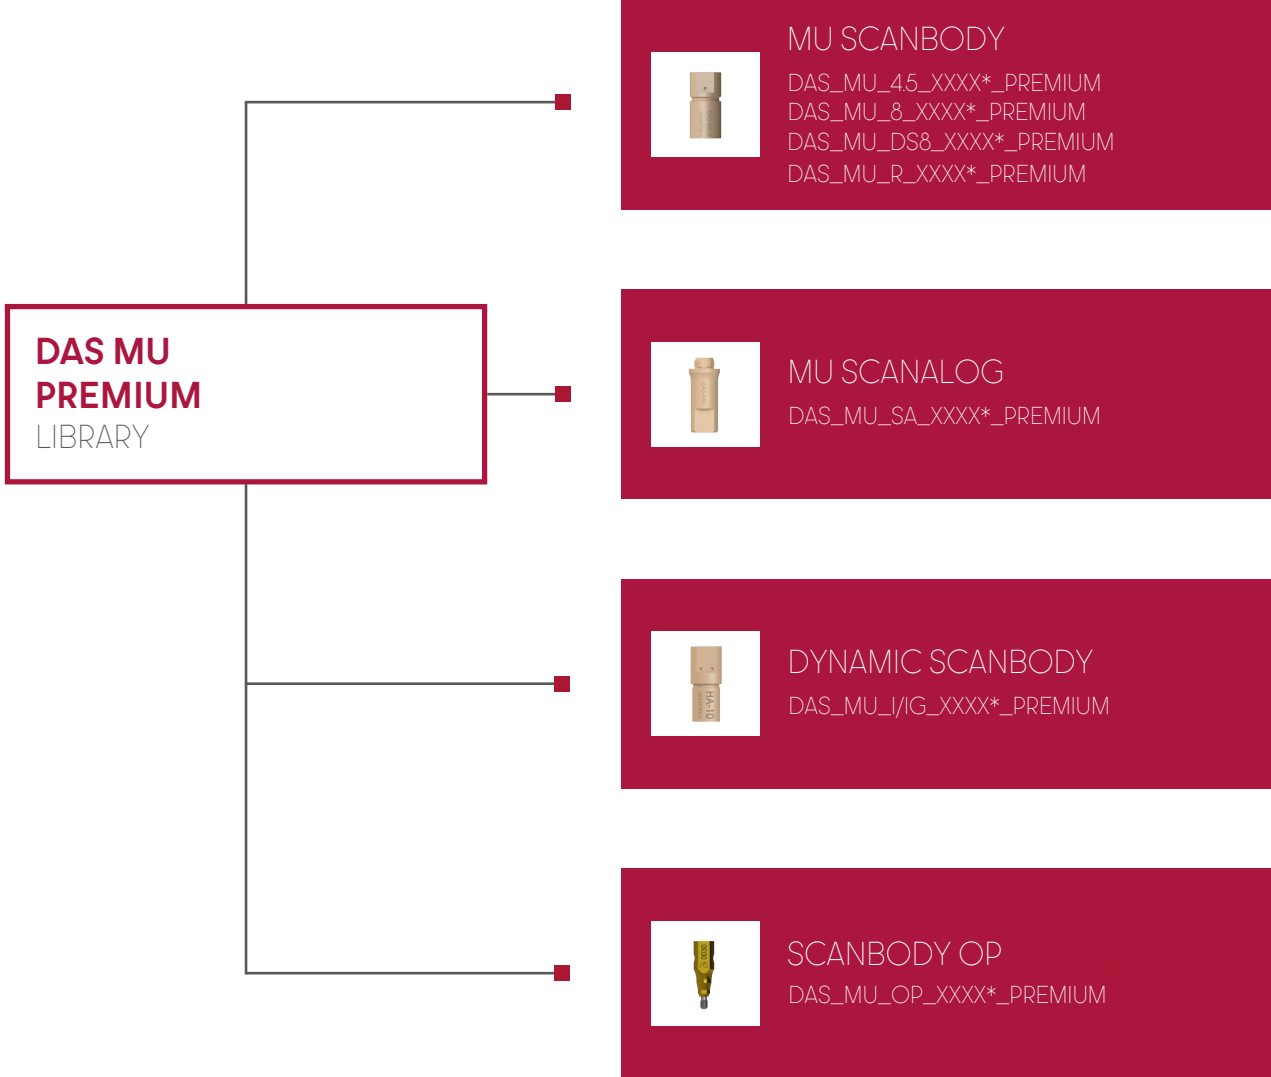 MU SCANBODY
DAS_MU_4.5_XXXX*_PREMIUM
DAS_MU_8_XXXX*_PREMIUM
DAS_MU_DS8_XXXX*_PREMIUM
DAS_MU_R_XXXX*_PREMIUM
DAS MU
PREMIUM
LIBRARY
MU SCANALOG
DAS_MU_SA_XXXX*_PREMIUM
DYNAMIC SCANBODY
DAS_MU_I/IG_XXXX*_PREMIUM
HA-10
SCANBODY OP
DAS_MU_OP_XXXX*_PREMIUM
0030